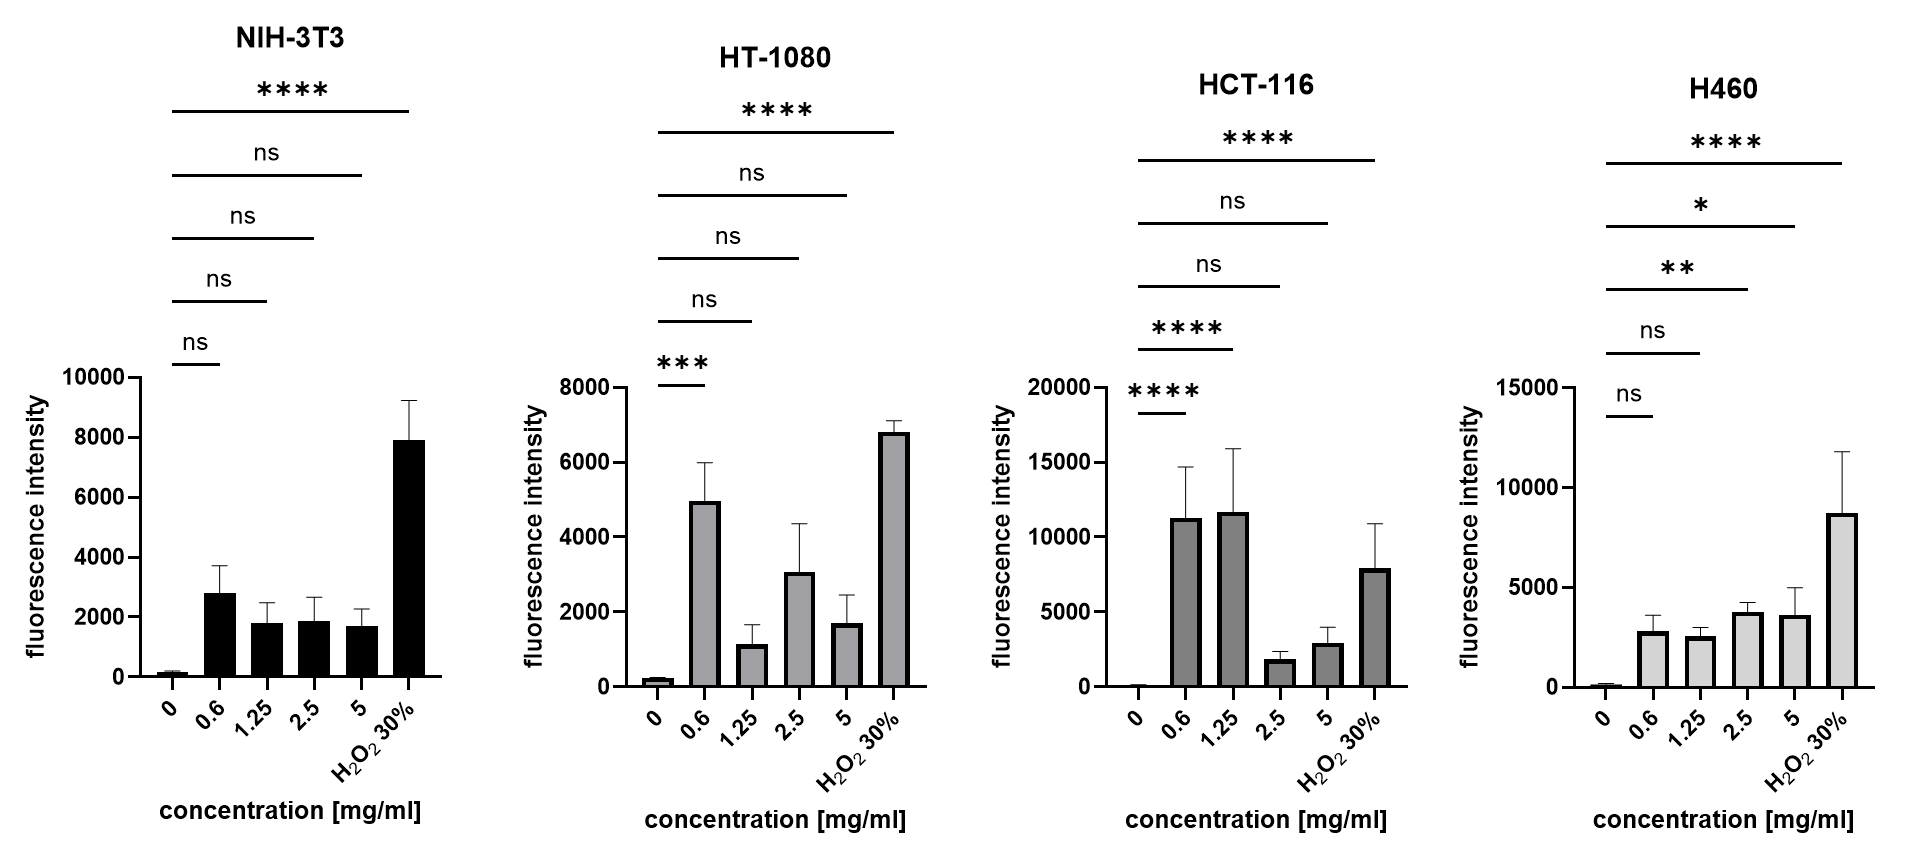 NIH-3T3
****
ns
ns
ns
ns
10000
8000
6000
4000
2000
0
fluorescence intensity
0
0.6
1.25
2.5
5
H₂O₂ 30%
concentration [mg/ml]
HT-1080
****
ns
ns
ns
***
8000
6000
4000
2000
0
fluorescence intensity
0
0.6
1.25
2.5
5
H₂O₂ 30%
concentration [mg/ml]
HCT-116
****
ns
ns
****
****
20000
15000
10000
5000
0
fluorescence intensity
0
0.6
1.25
2.5
5
H₂O₂ 30%
concentration [mg/ml]
H460
****
*
**
ns
ns
15000
10000
5000
0
fluorescence intensity
0
0.6
1.25
2.5
5
H₂O₂ 30%
concentration [mg/ml]